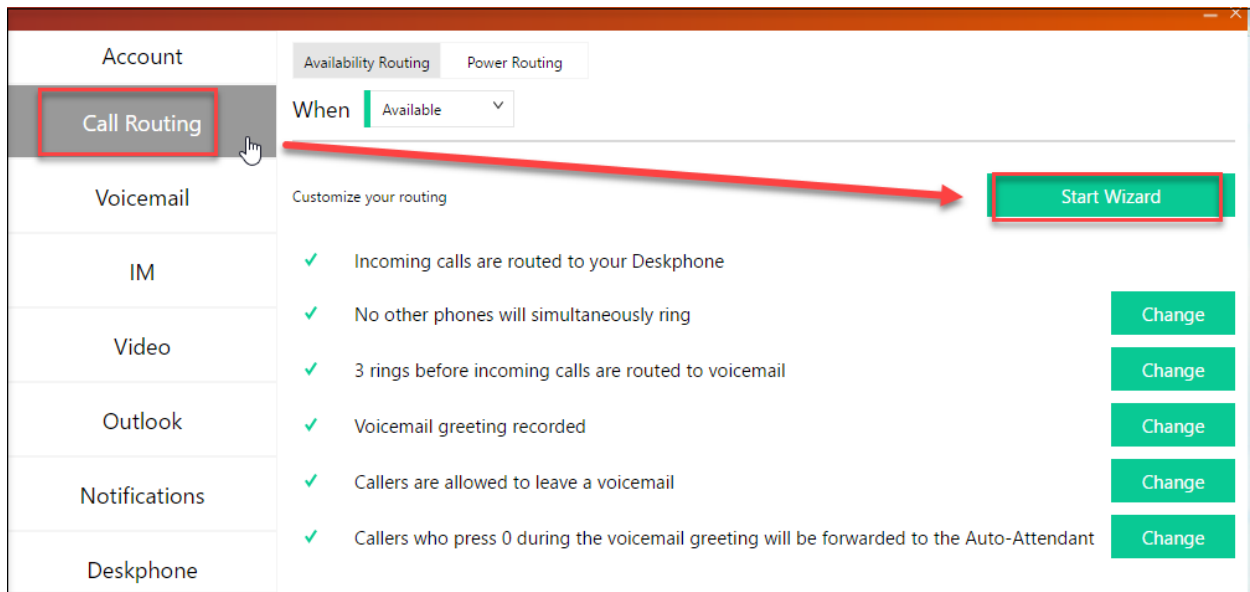 Account
Call Routing
Voicemail
IM
Video
Outlook
Notifications
Deskphone
Availability Routing Power Routing
When Available
Customize your routing Start Wizard
Incoming calls are routed to your Deskphone
No other phones will simultaneously ring Change
3 rings before incoming calls are routed to voicemail Change
Voicemail greeting recorded Change
Callers are allowed to leave a voicemail Change
Callers who press 0 during the voicemail greeting will be forwarded to the Auto-Attendant Change